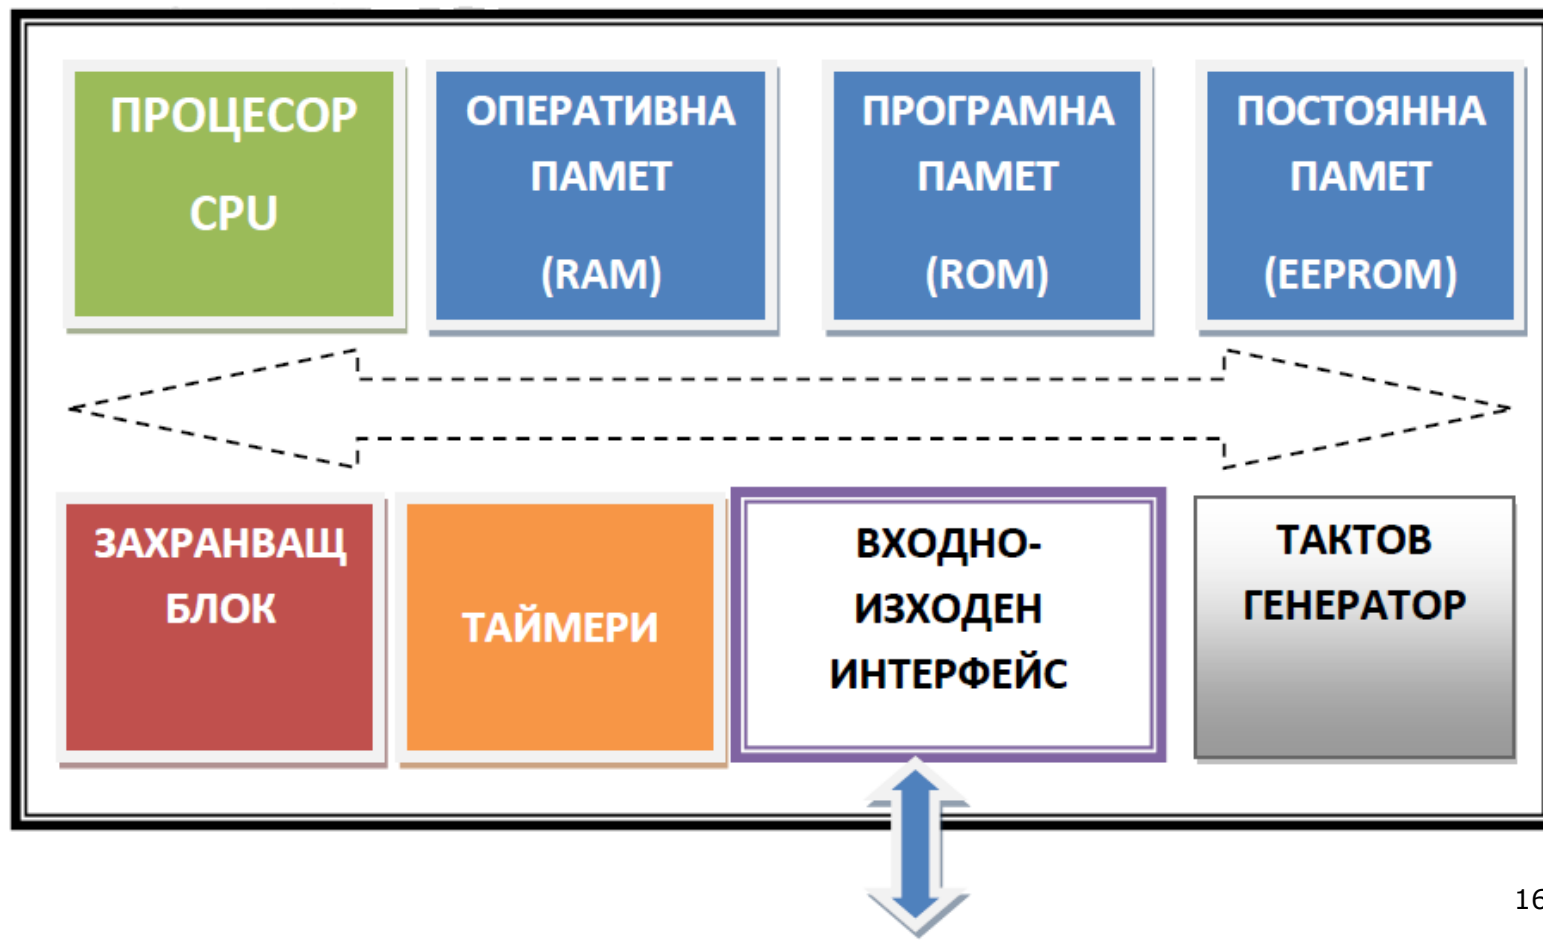 ПРОЦЕСОР
CPU
ОПЕРАТИВНА
ПАМЕТ
(RAM)
ПРОГРАМНА
ПАМЕТ
(ROM)
ПОСТОЯННА
ПАМЕТ
(EEPROM)
ЗАХРАНВАЩ
БЛОК
ТАЙМЕРИ
ВХОДНО-
ИЗХОДЕН
ИНТЕРФЕЙС
ТАКТОВ
ГЕНЕРАТОР
16